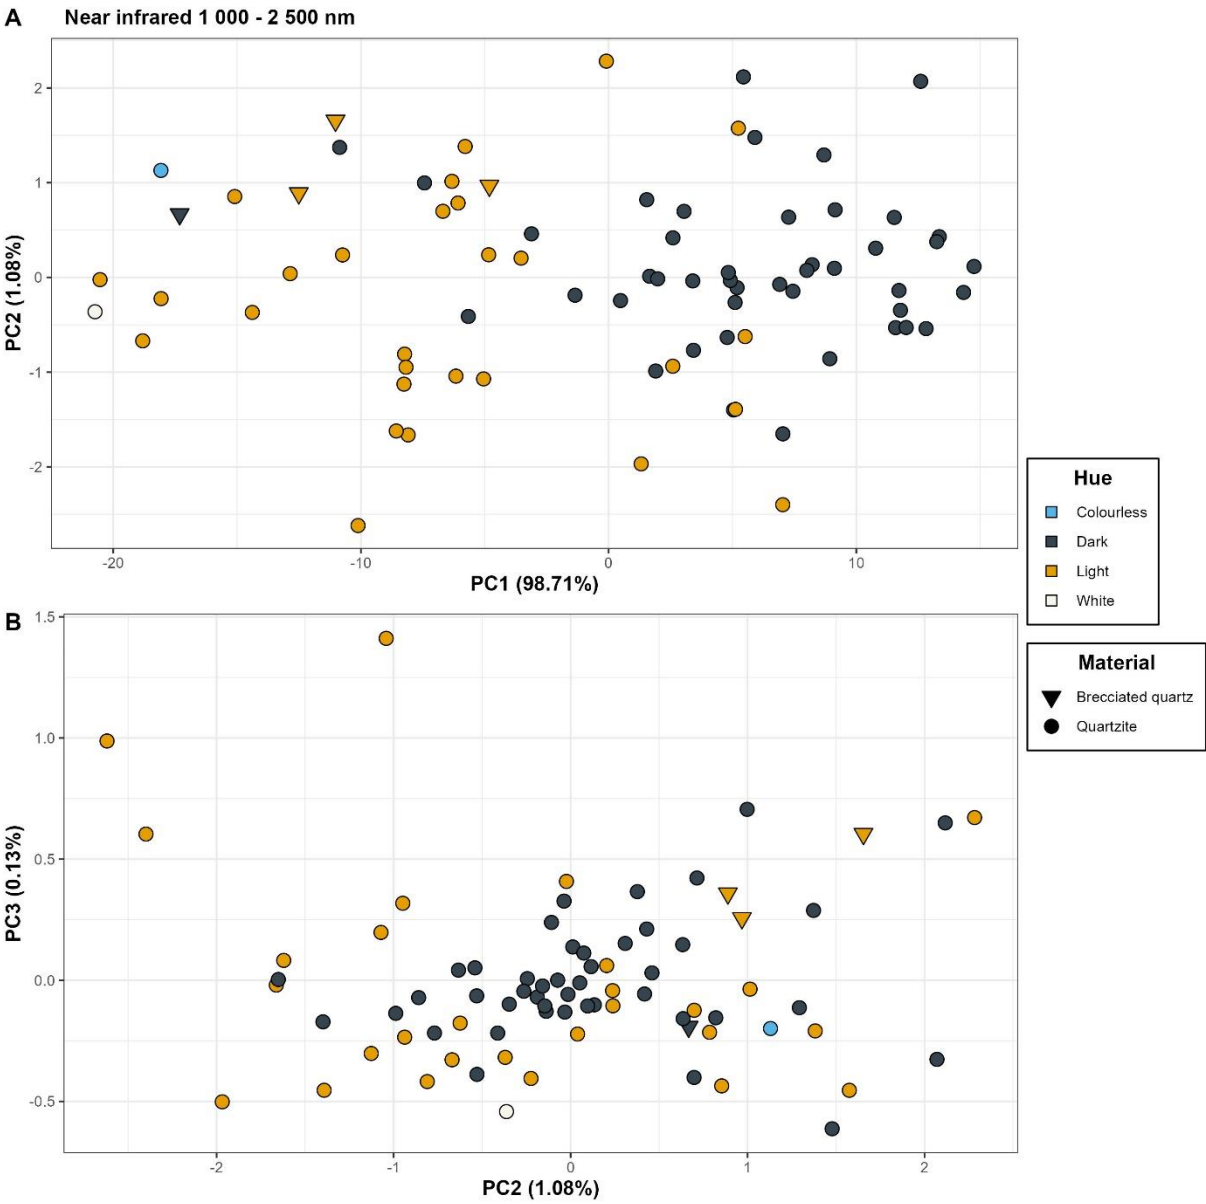 A Near infrared 1 000 - 2 500 nm
2
1
0
-1
-2
PC2 (1.08%)
-20 -10 0 10
PC1 (98.71%)
Hue
Colourless
Dark
Light
White
B
1.5
1.0
0.5
0.0
-0.5
PC3 (0.13%)
-2 -1 0 1 2
PC2 (1.08%)
Material
Brecciated quartz
Quartzite